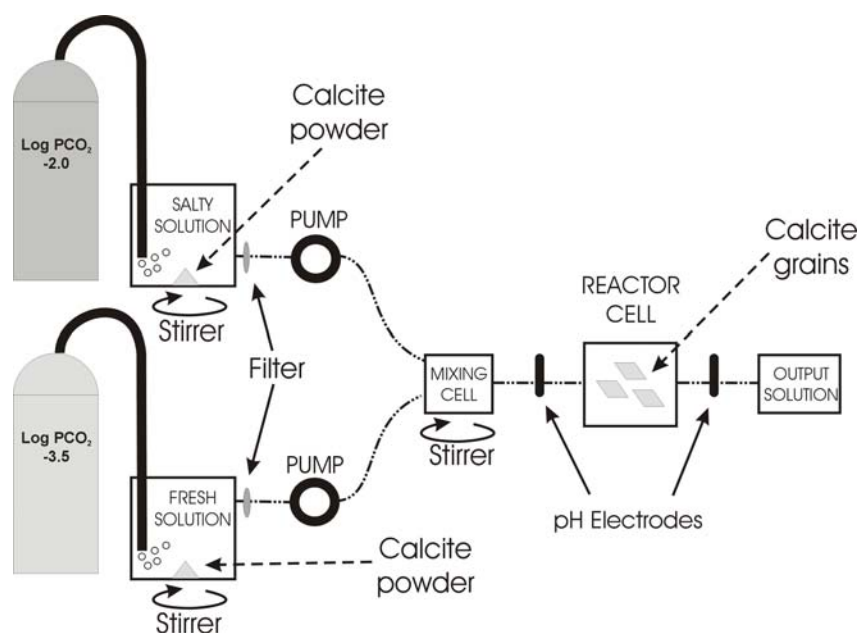 Log PCO₂
-2.0
SALTY
SOLUTION
Calcite
powder
Stirrer
PUMP
Filter
Log PCO₂
-3.5
FRESH
SOLUTION
Calcite
powder
Stirrer
PUMP
MIXING
CELL
Stirrer
REACTOR
CELL
Calcite
grains
pH Electrodes
OUTPUT
SOLUTION